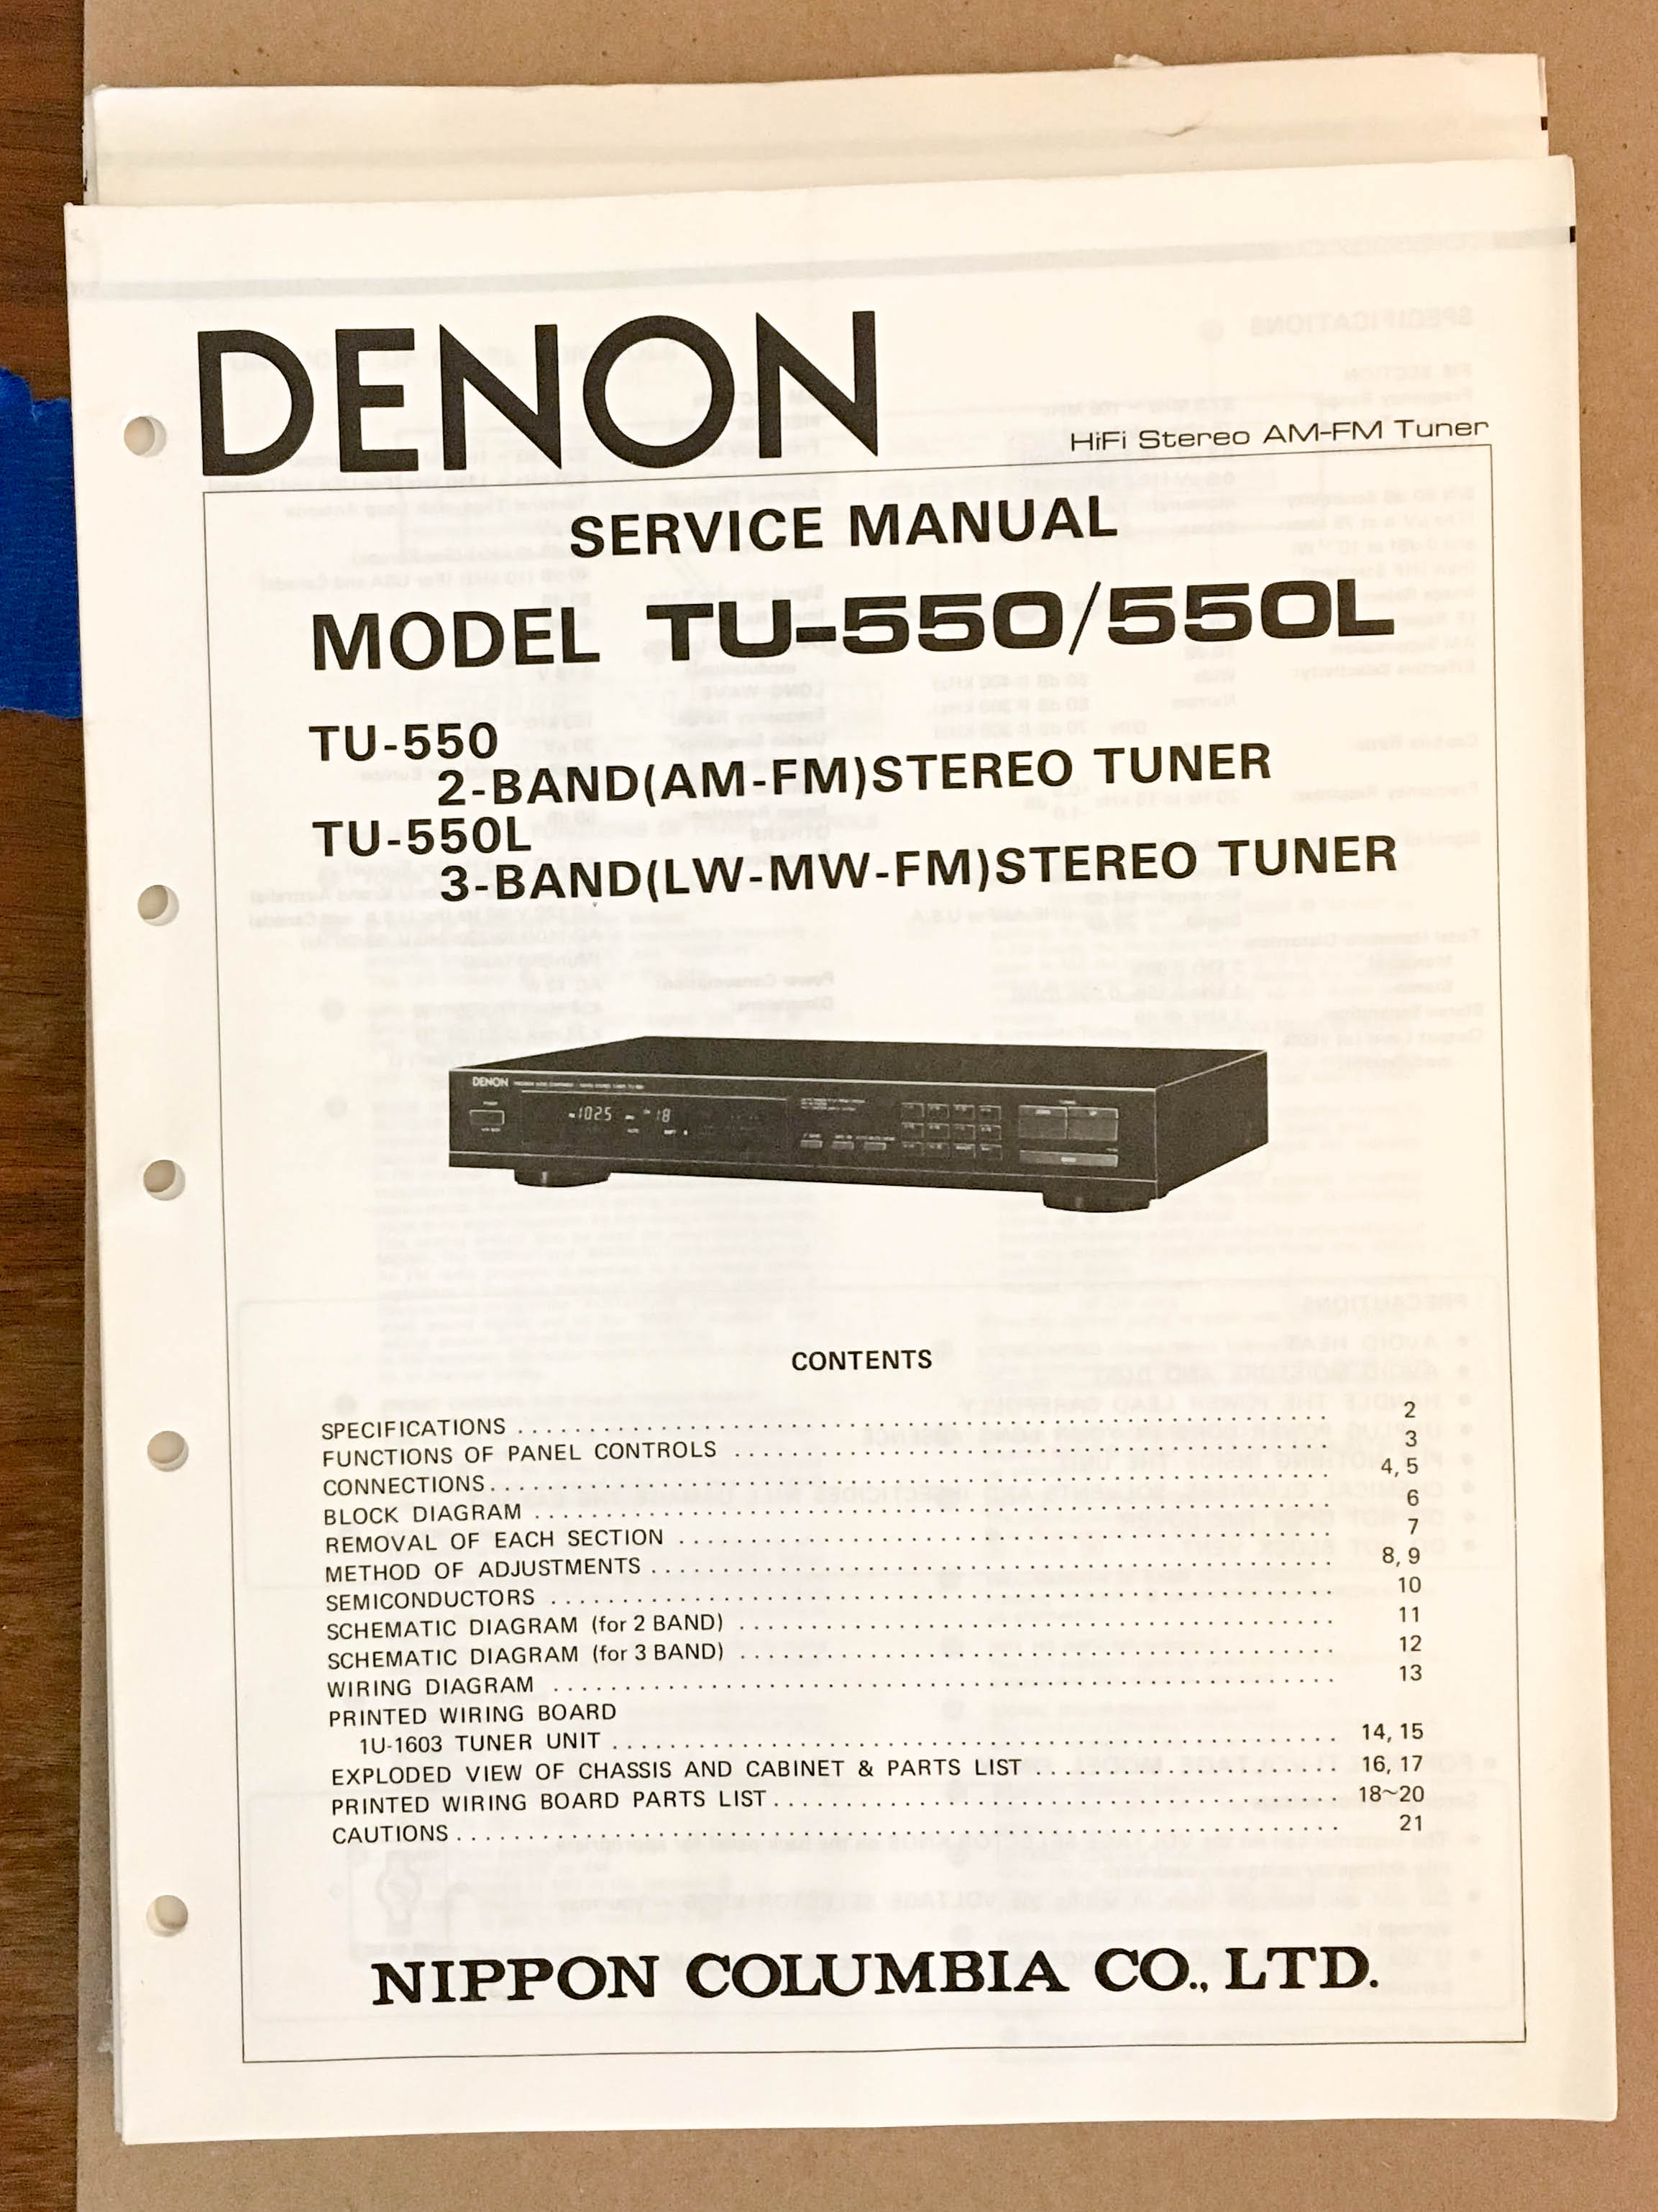 DENON
HiFi Stereo AM-FM Tuner
SERVICE MANUAL
MODEL TU-550/550L
TU-550
2-BAND(AM-FM)STEREO TUNER
TU-550L
3-BAND(LW-MW-FM)STEREO TUNER
DENON
1025 18
CONTENTS
SPECIFICATIONS 2
FUNCTIONS OF PANEL CONTROLS 3
CONNECTIONS 4, 5
BLOCK DIAGRAM 6
REMOVAL OF EACH SECTION 7
METHOD OF ADJUSTMENTS 8, 9
SEMICONDUCTORS 10
SCHEMATIC DIAGRAM (for 2 BAND) 11
SCHEMATIC DIAGRAM (for 3 BAND) 12
WIRING DIAGRAM 13
PRINTED WIRING BOARD
1U-1603 TUNER UNIT 14, 15
EXPLODED VIEW OF CHASSIS AND CABINET & PARTS LIST 16, 17
PRINTED WIRING BOARD PARTS LIST 18~20
CAUTIONS 21
NIPPON COLUMBIA CO., LTD.